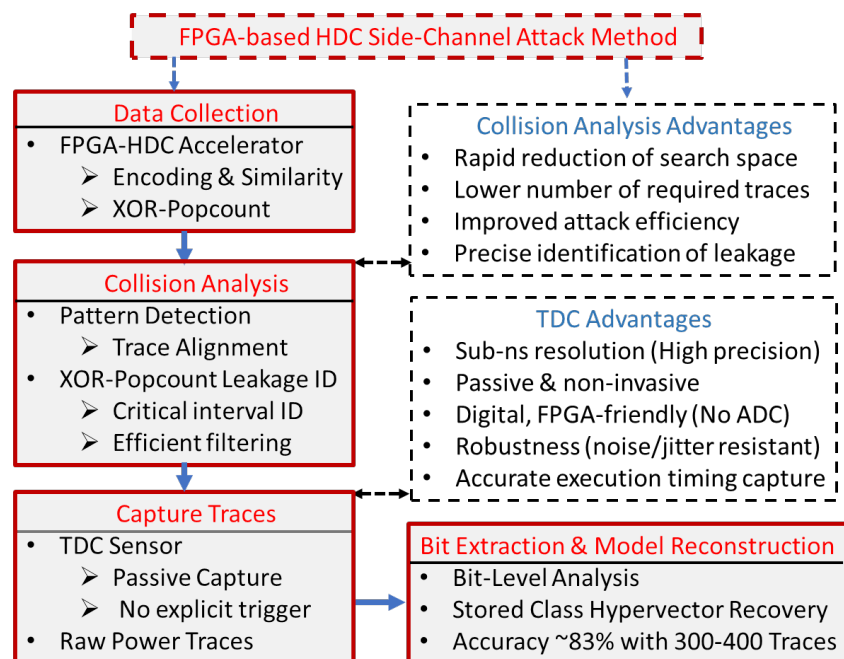 FPGA-based HDC Side-Channel Attack Method
Data Collection
• FPGA-HDC Accelerator
➢ Encoding & Similarity
➢ XOR-Popcount
Collision Analysis Advantages
• Rapid reduction of search space
• Lower number of required traces
• Improved attack efficiency
• Precise identification of leakage
Collision Analysis
• Pattern Detection
➢ Trace Alignment
• XOR-Popcount Leakage ID
➢ Critical interval ID
➢ Efficient filtering
TDC Advantages
• Sub-ns resolution (High precision)
• Passive & non-invasive
• Digital, FPGA-friendly (No ADC)
• Robustness (noise/jitter resistant)
• Accurate execution timing capture
Capture Traces
• TDC Sensor
➢ Passive Capture
➢ No explicit trigger
• Raw Power Traces
Bit Extraction & Model Reconstruction
• Bit-Level Analysis
• Stored Class Hypervector Recovery
• Accuracy ~83% with 300-400 Traces